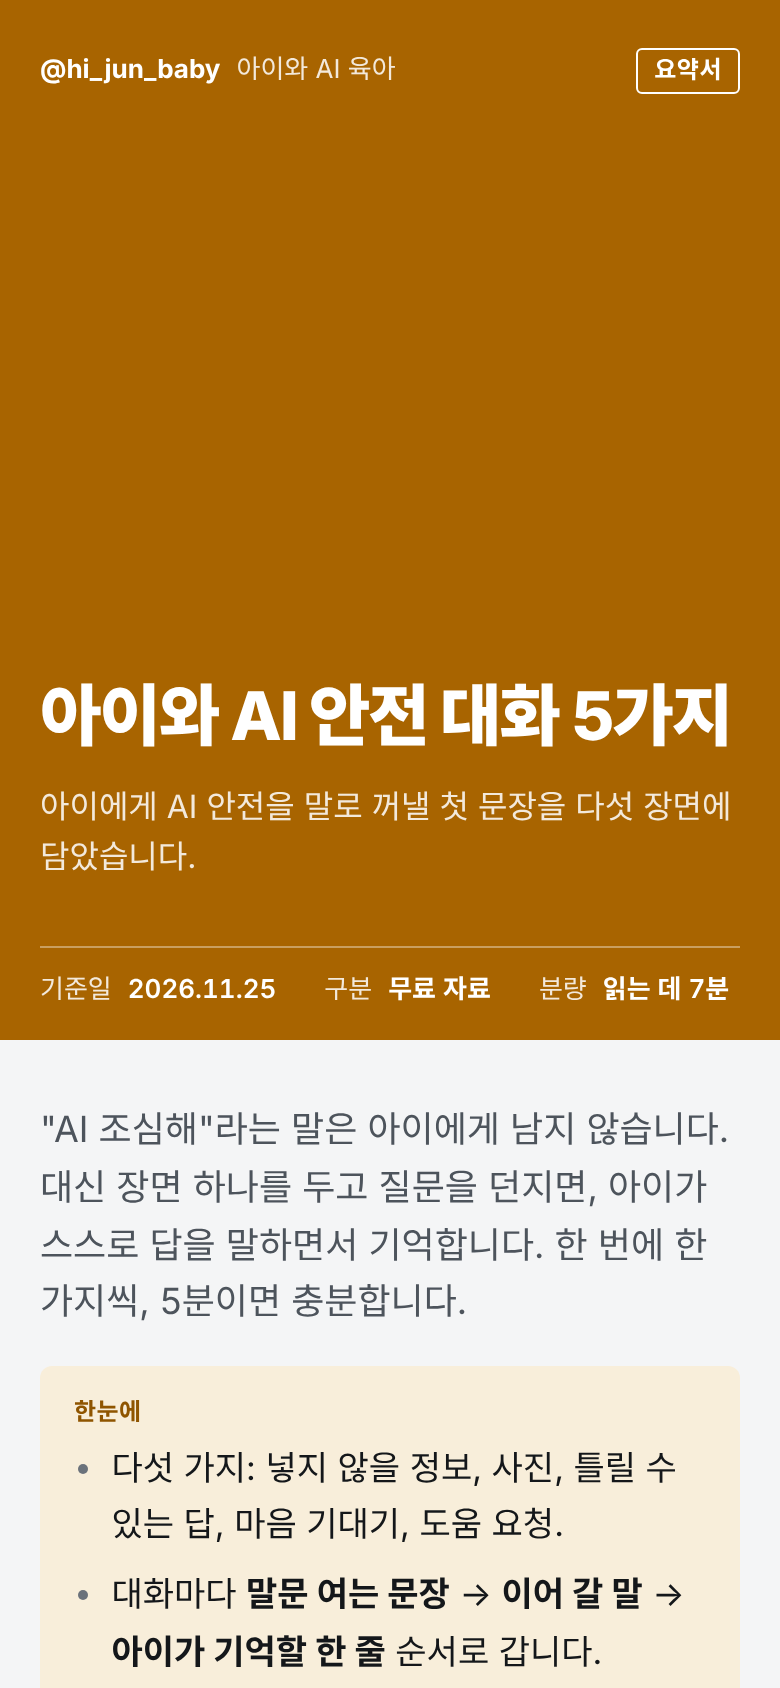 @hi_jun_baby 아이와 AI 육아
요약서
아이와 AI 안전 대화 5가지
아이에게 AI 안전을 말로 꺼낼 첫 문장을 다섯 장면에
담았습니다.
기준일 2026.11.25 구분 무료 자료 분량 읽는 데 7분
"AI 조심해"라는 말은 아이에게 남지 않습니다.
대신 장면 하나를 두고 질문을 던지면, 아이가
스스로 답을 말하면서 기억합니다. 한 번에 한
가지씩, 5분이면 충분합니다.
한눈에
• 다섯 가지: 넣지 않을 정보, 사진, 틀릴 수
있는 답, 마음 기대기, 도움 요청.
• 대화마다 말문 여는 문장 → 이어 갈 말 →
아이가 기억할 한 줄 순서로 갑니다.